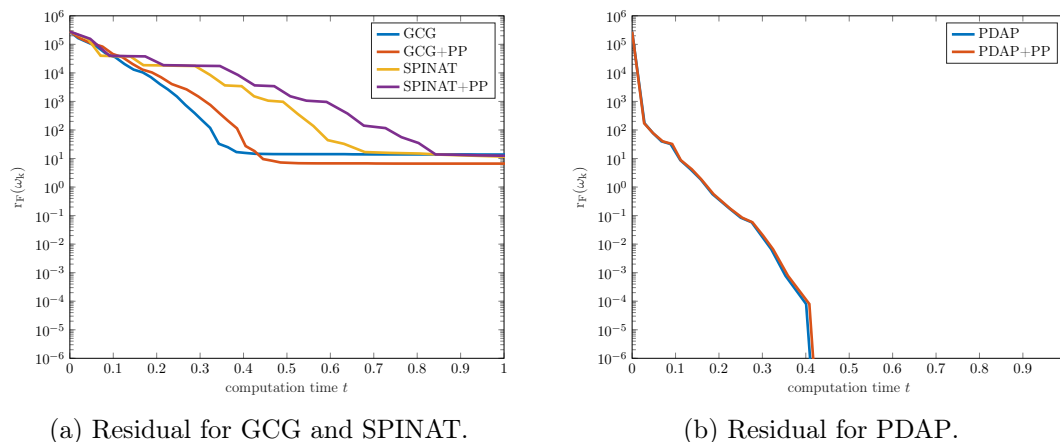 10^6
10^5
10^4
10^3
10^2
10^1
10^0
10^-1
10^-2
10^-3
10^-4
10^-5
10^-6
r_F(ω_k)
0 0.1 0.2 0.3 0.4 0.5 0.6 0.7 0.8 0.9 1
computation time t
GCG
GCG+PP
SPINAT
SPINAT+PP
(a) Residual for GCG and SPINAT.
10^6
10^5
10^4
10^3
10^2
10^1
10^0
10^-1
10^-2
10^-3
10^-4
10^-5
10^-6
r_F(ω_k)
0 0.1 0.2 0.3 0.4 0.5 0.6 0.7 0.8 0.9
computation time t
PDAP
PDAP+PP
(b) Residual for PDAP.